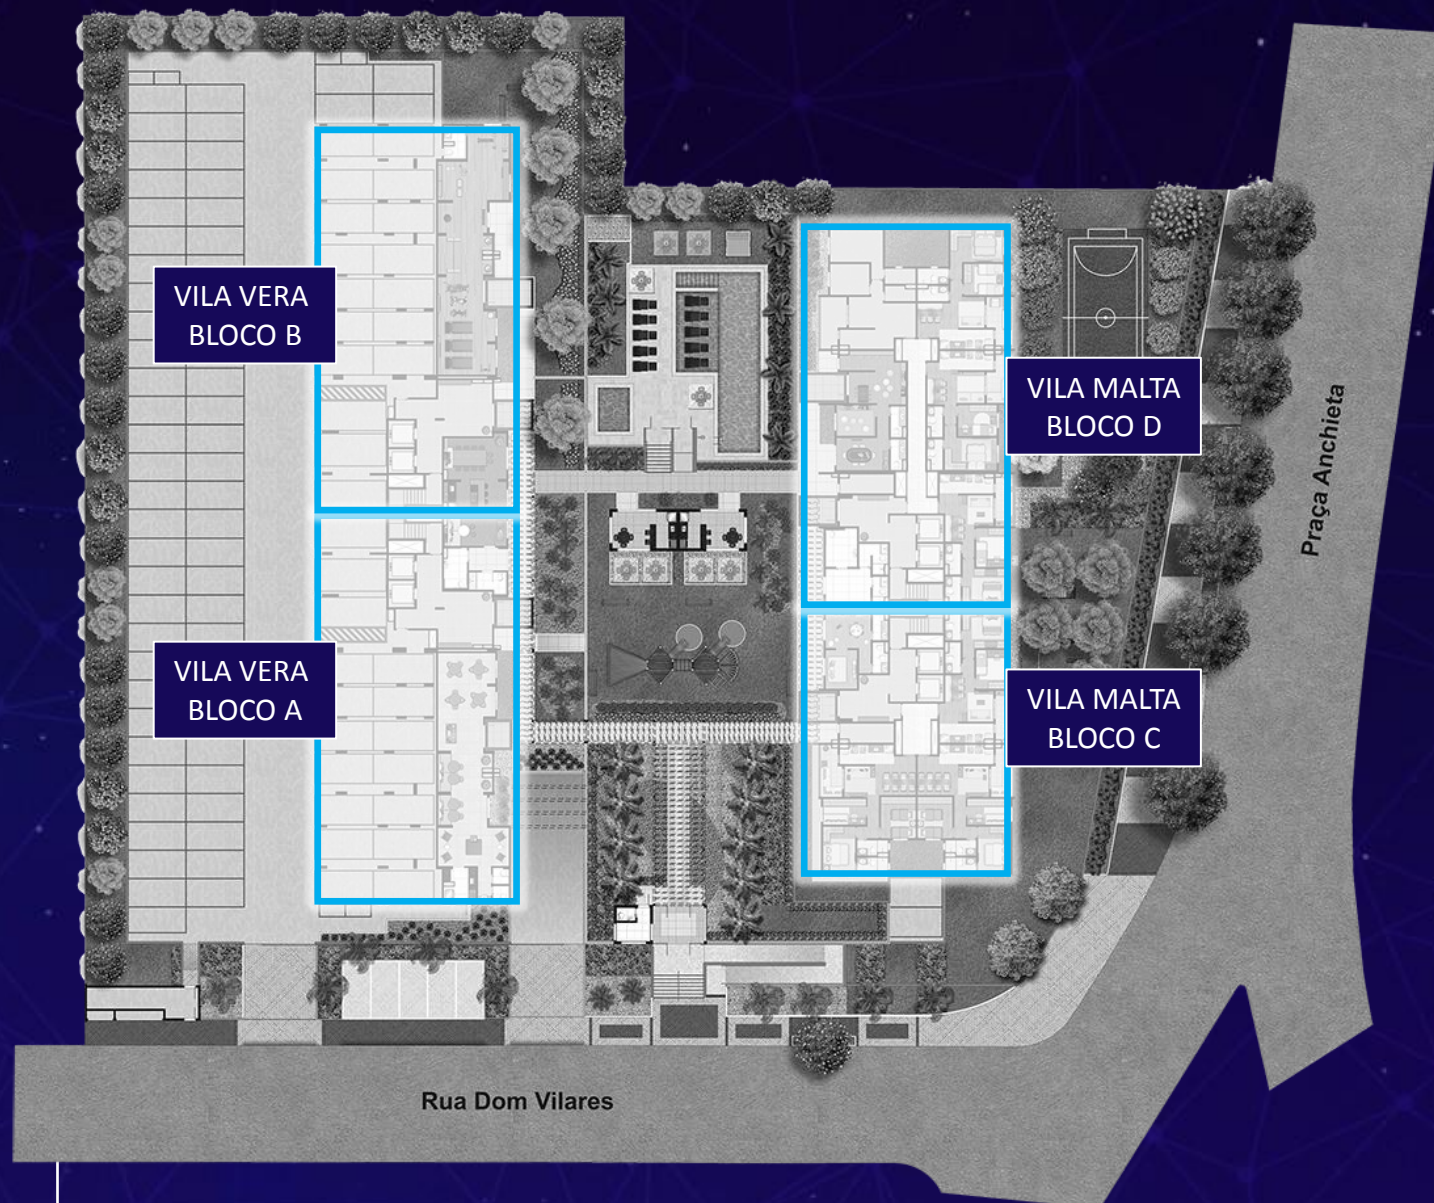 VILA VERA
BLOCO B
VILA MALTA
BLOCO D
Praça Anchieta
VILA VERA
BLOCO A
VILA MALTA
BLOCO C
Rua Dom Vilares